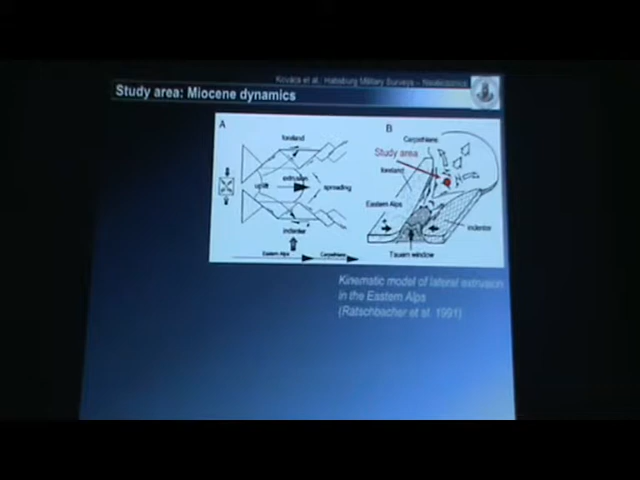 Kovács et al.: Habsburg Military Surveys – Neotectonics
Study area: Miocene dynamics
A
foreland
uplift
extrusion
spreading
indenter
Eastern Alps
Carpathians
B
Carpathians
Study area
foreland
Eastern Alps
indenter
Tauern window
Kinematic model of lateral extrusion
in the Eastern Alps
(Ratschbacher et al. 1991)